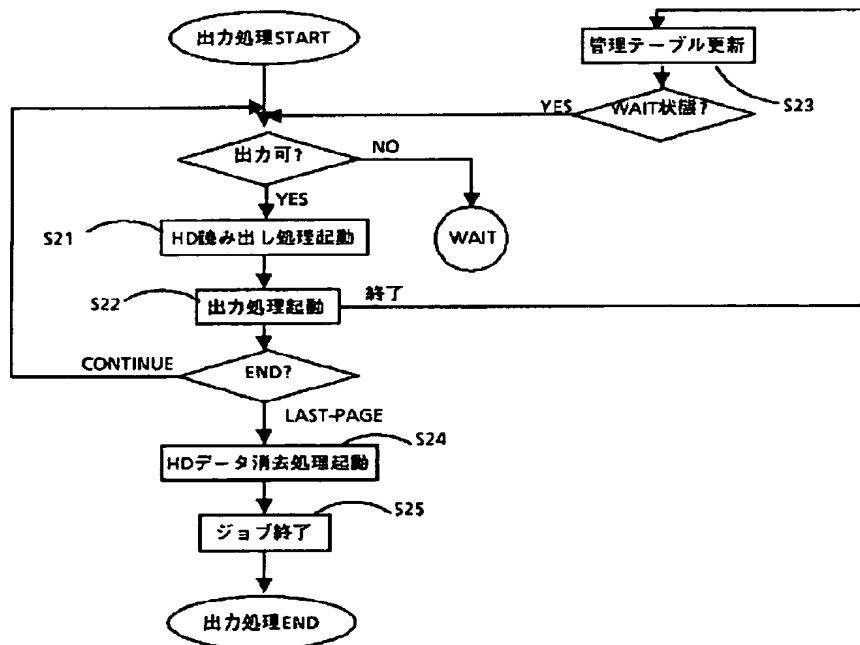 出力処理START
管理テーブル更新
S23
YES
WAIT状態?
出力可?
NO
YES
WAIT
S21
HD読み出し処理起動
S22
出力処理起動
終了
CONTINUE
END?
LAST-PAGE
S24
HDデータ消去処理起動
S25
ジョブ終了
出力処理END